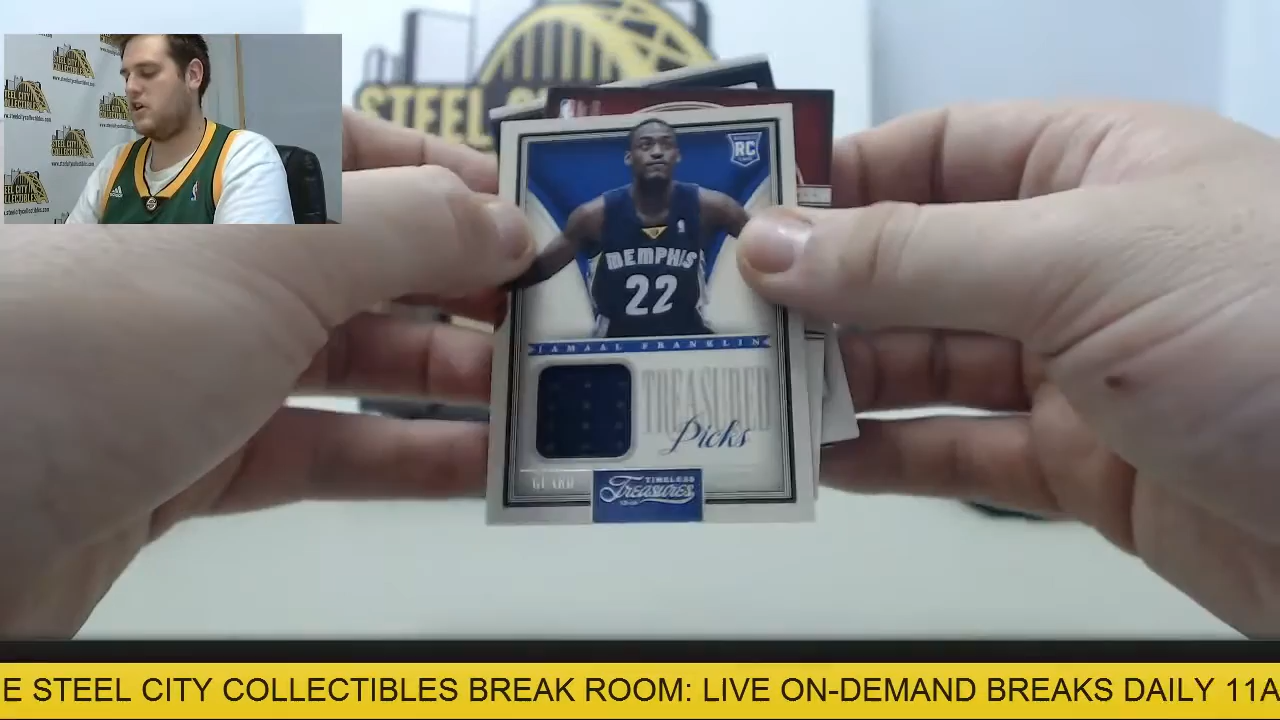 STEEL CITY
RC
MEMPHIS
22
JAMAAL FRANKLIN
TREASURED
Picks
GUARD
TIMELESS
Treasures
E STEEL CITY COLLECTIBLES BREAK ROOM: LIVE ON-DEMAND BREAKS DAILY 11A